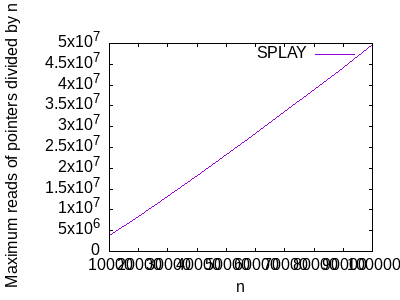 Maximum reads of pointers divided by n
5x10^7
4.5x10^7
4x10^7
3.5x10^7
3x10^7
2.5x10^7
2x10^7
1.5x10^7
1x10^7
5x10^6
0
SPLAY
10000 20000 30000 40000 50000 60000 70000 80000 90000 100000
n